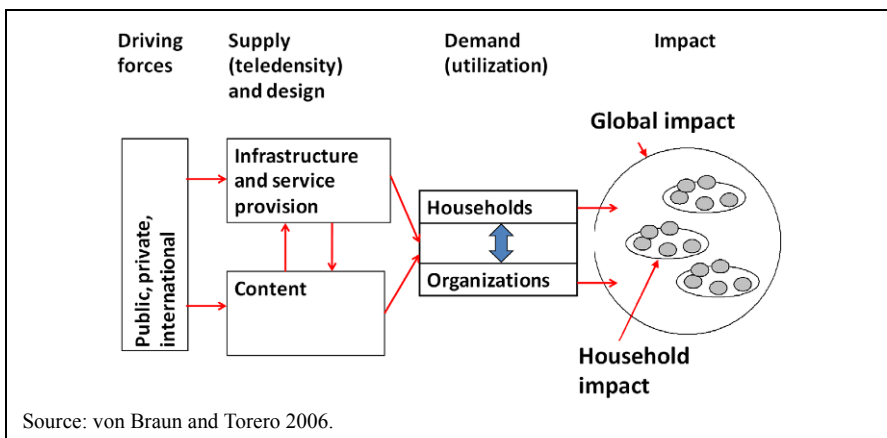 Driving
forces
Supply
(teledensity)
and design
Demand
(utilization)
Impact
Global impact
Public, private,
international
Infrastructure
and service
provision
Content
Households
Organizations
Household
impact
Source: von Braun and Torero 2006.